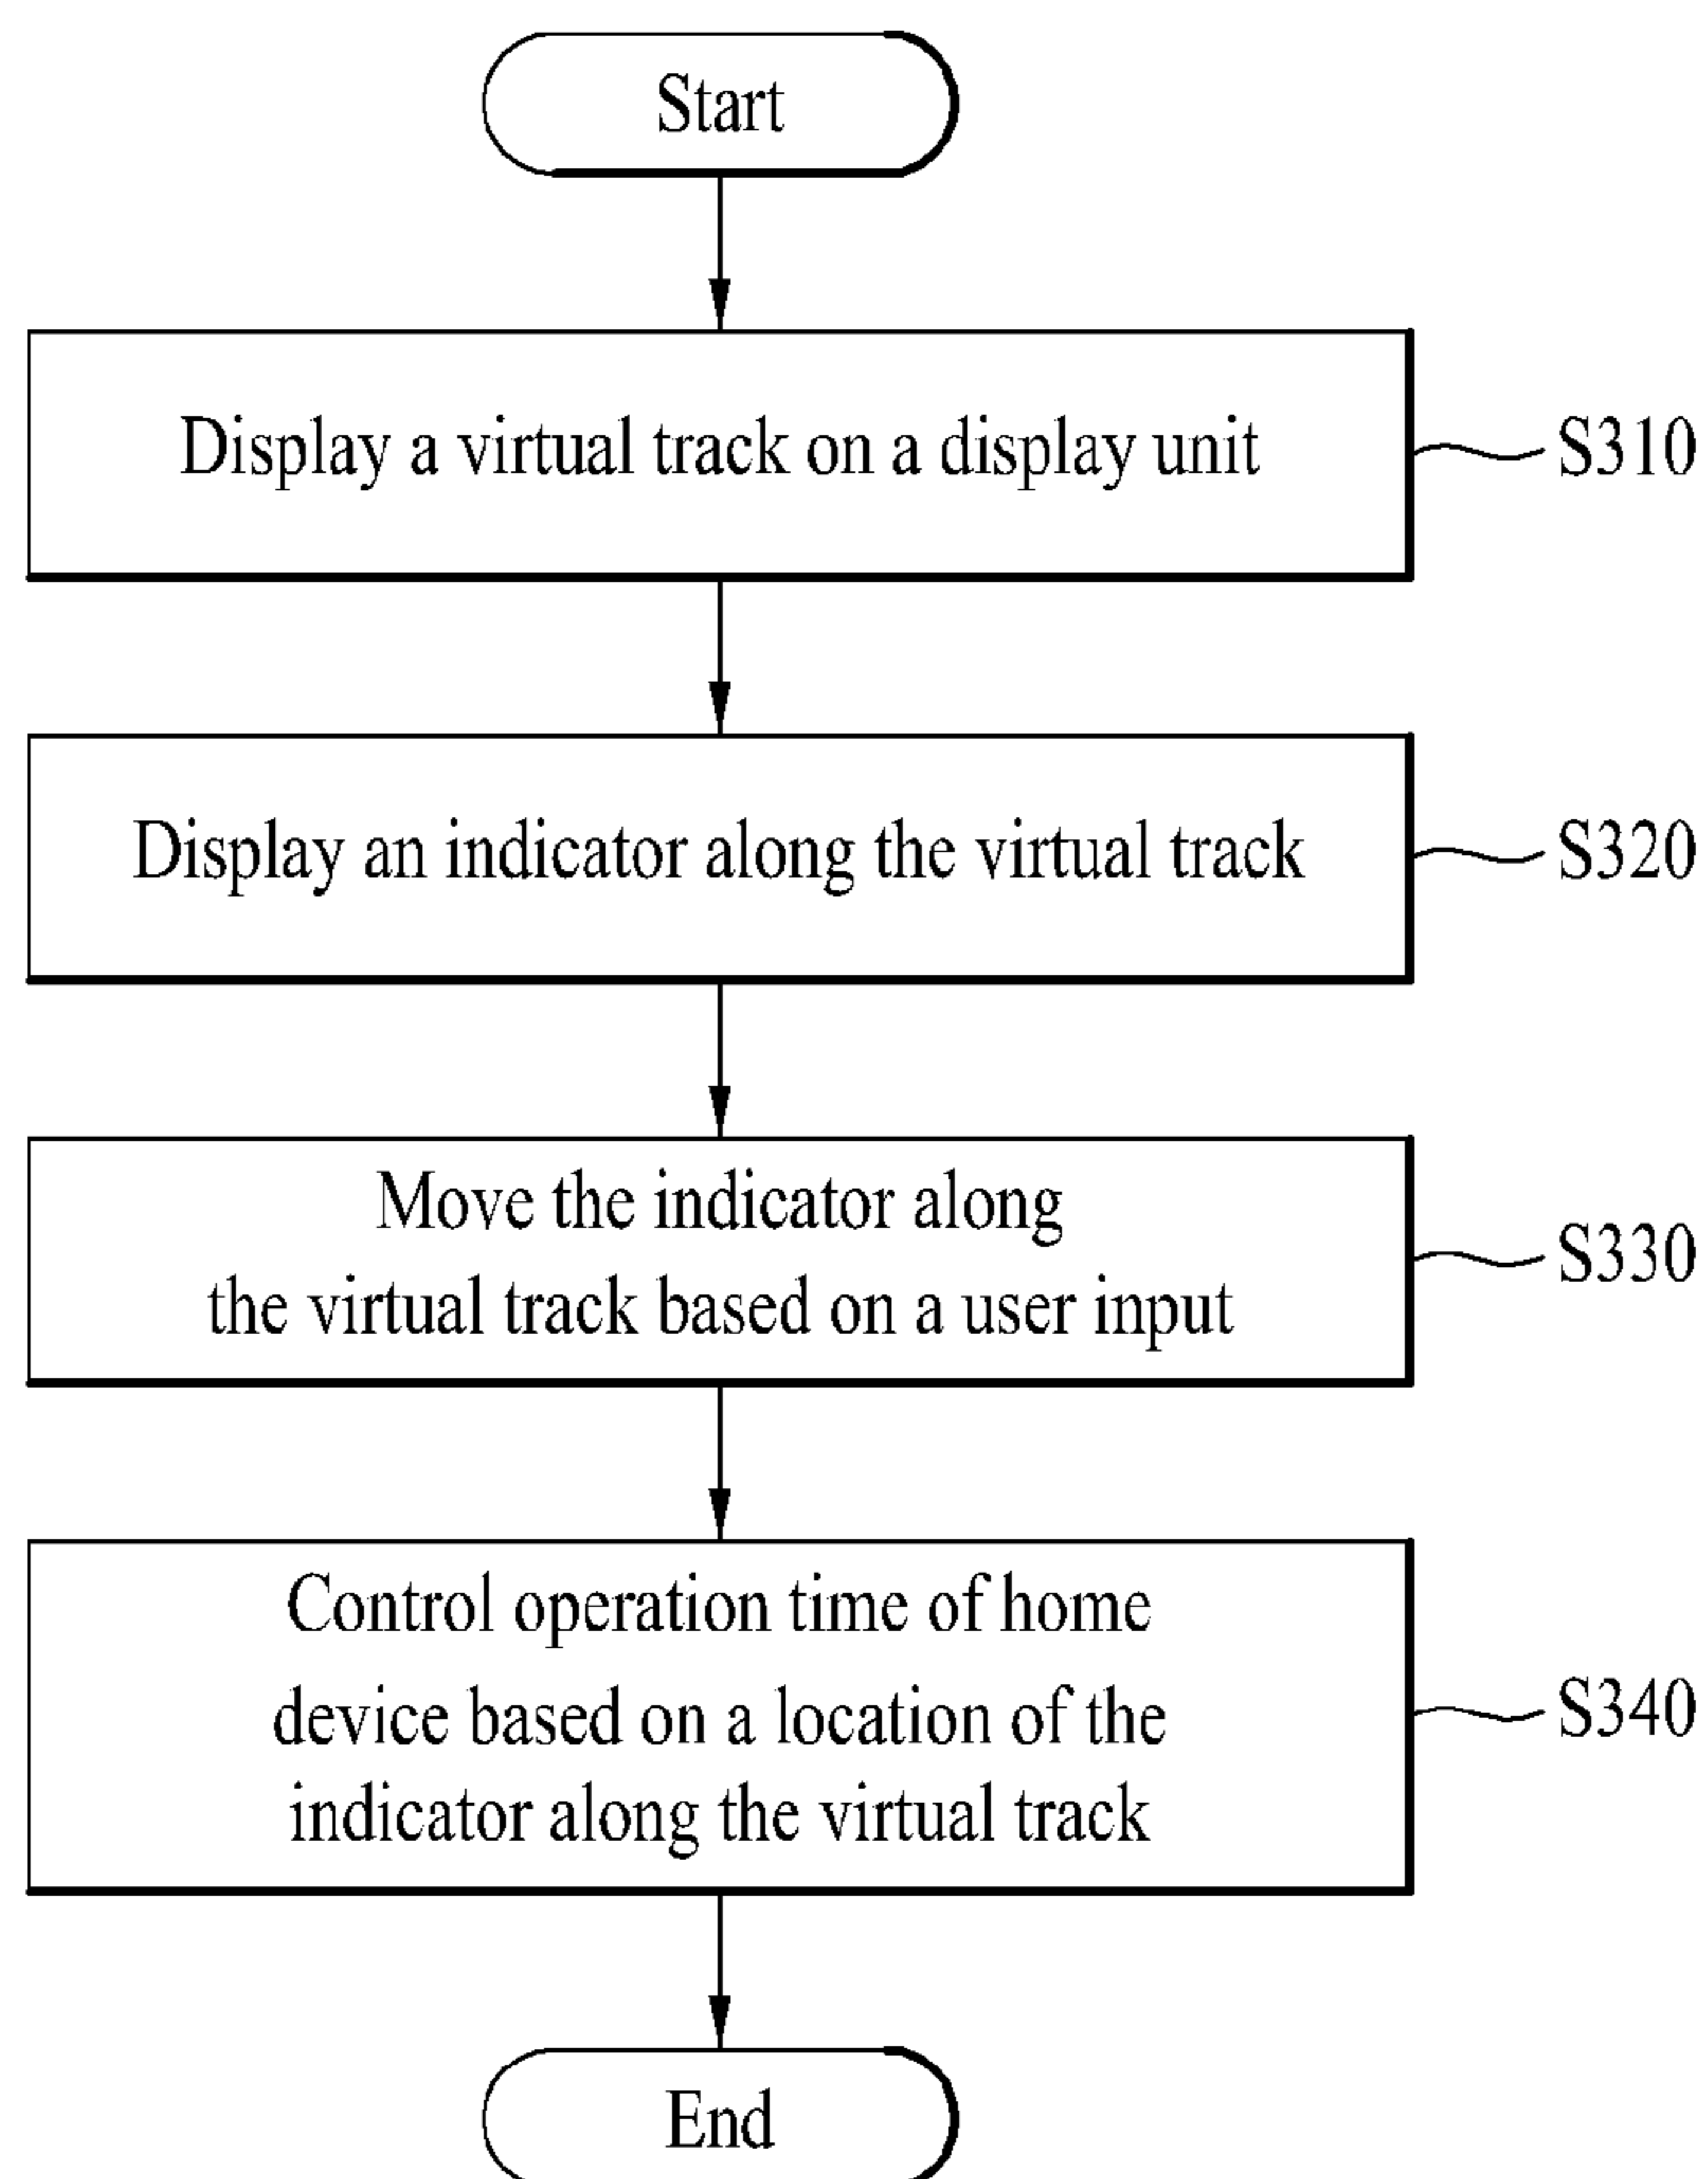 Start
Display a virtual track on a display unit
S310
Display an indicator along the virtual track
S320
Move the indicator along
the virtual track based on a user input
S330
Control operation time of home
device based on a location of the
indicator along the virtual track
S340
End